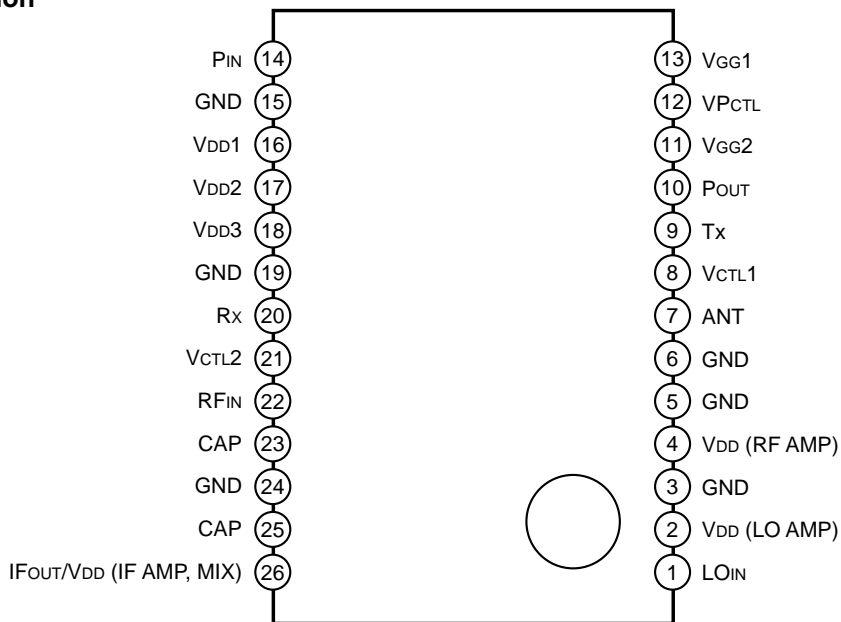 on
PIN 14 13 VGG1
GND 15 12 VPCTL
VDD1 16 11 VGG2
VDD2 17 10 POUT
VDD3 18 9 Tx
GND 19 8 VCTL1
RX 20 7 ANT
VCTL2 21 6 GND
RFIN 22 5 GND
CAP 23 4 VDD (RF AMP)
GND 24 3 GND
CAP 25 2 VDD (LO AMP)
IFOUT/VDD (IF AMP, MIX) 26 1 LOIN